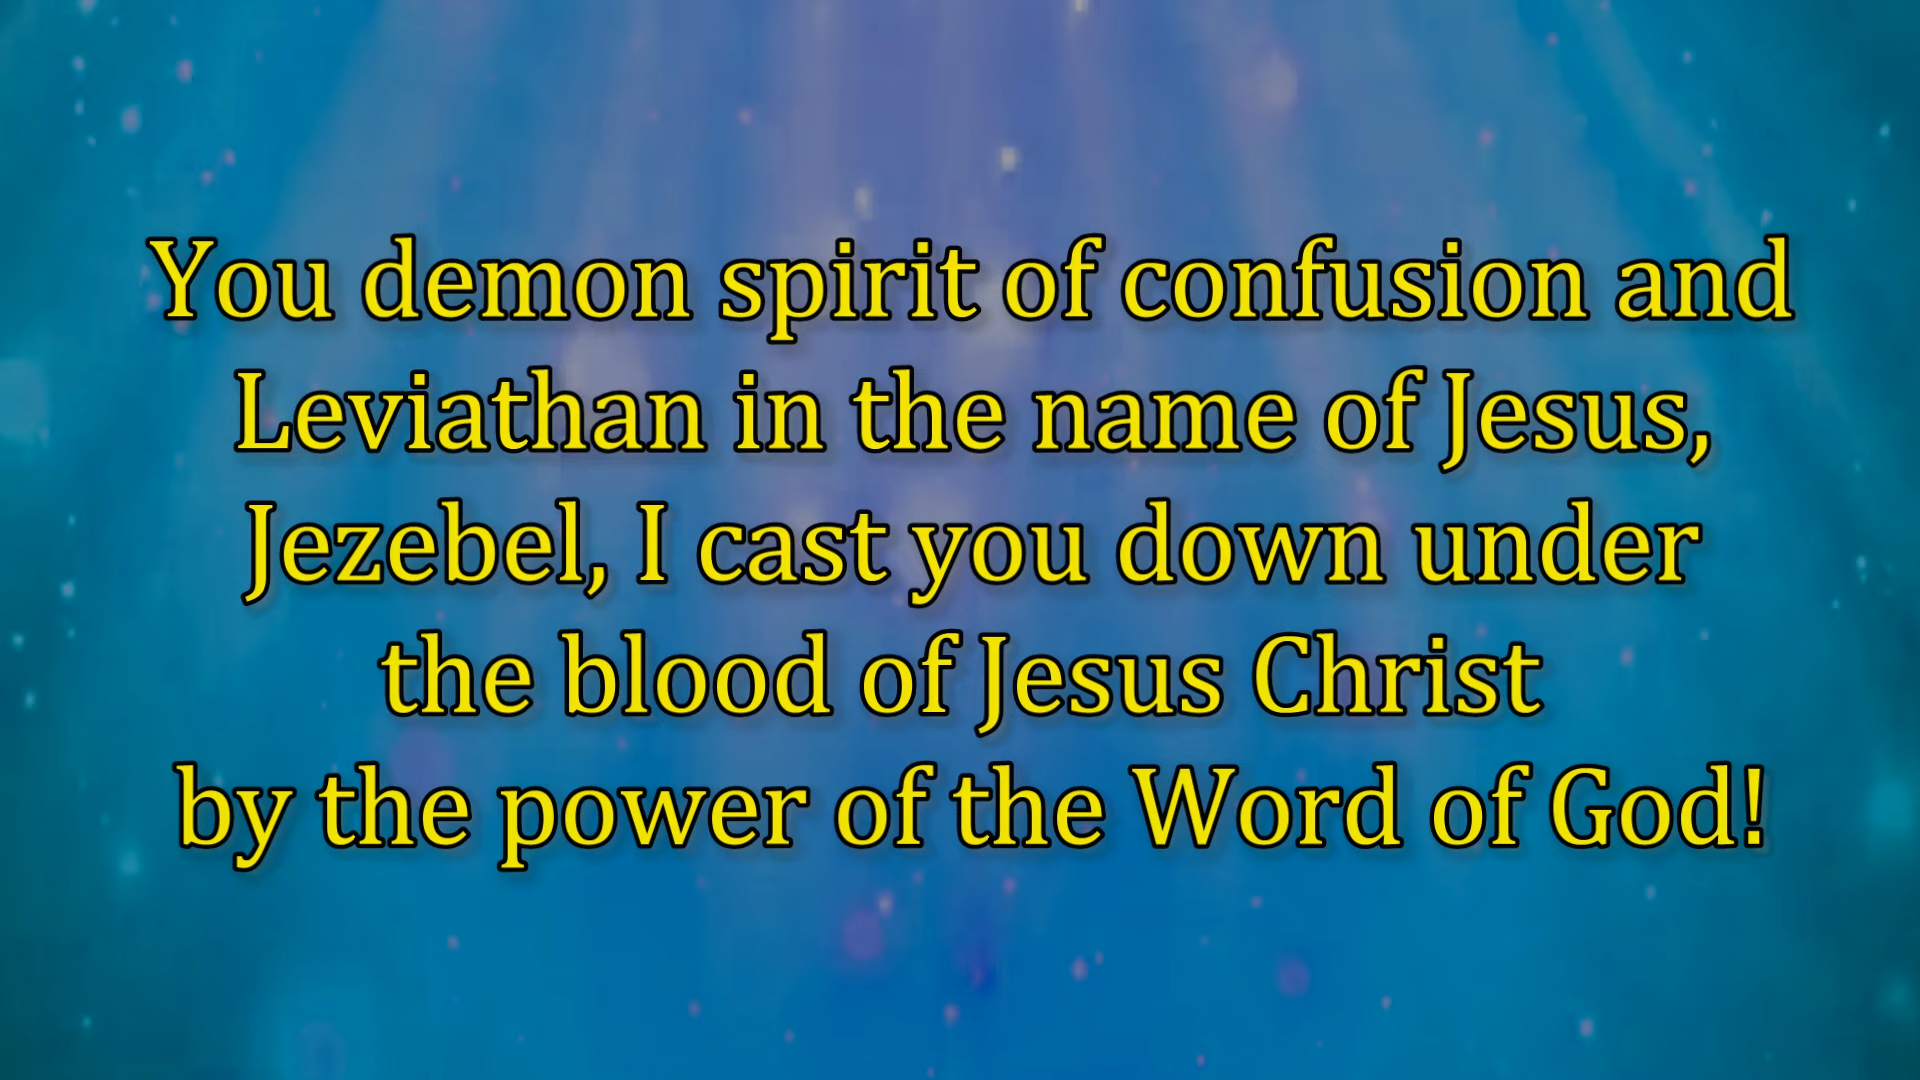 You demon spirit of confusion and
Leviathan in the name of Jesus,
Jezebel, I cast you down under
the blood of Jesus Christ
by the power of the Word of God!